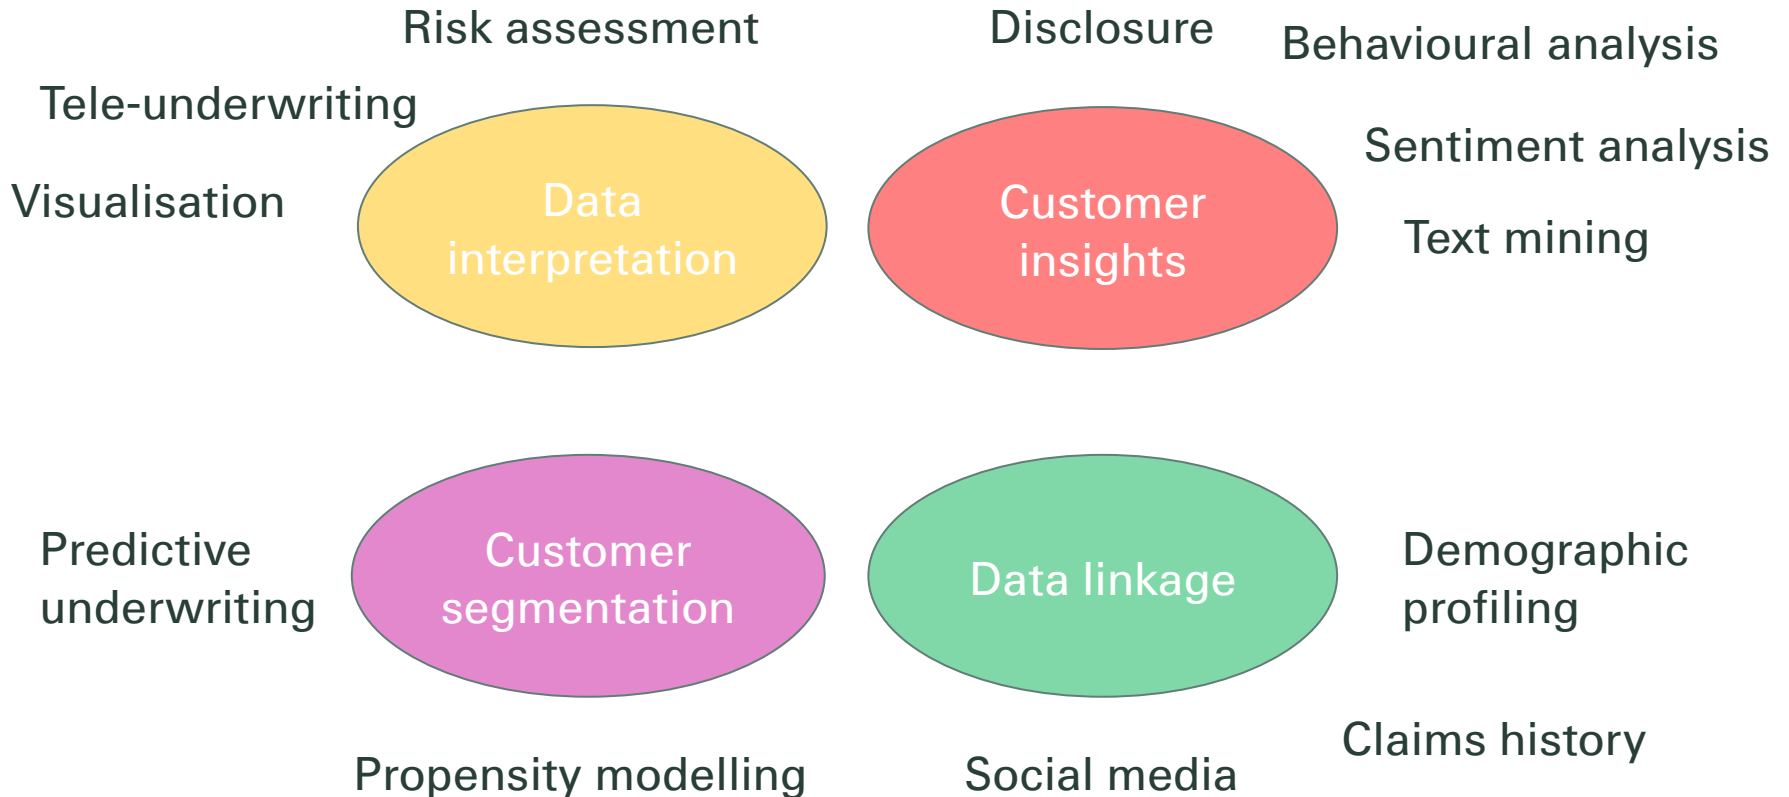 Risk assessment
Disclosure
Behavioural analysis
Tele-underwriting
Sentiment analysis
Visualisation
Data
interpretation
Customer
insights
Text mining
Predictive
underwriting
Customer
segmentation
Data linkage
Demographic
profiling
Claims history
Propensity modelling
Social media